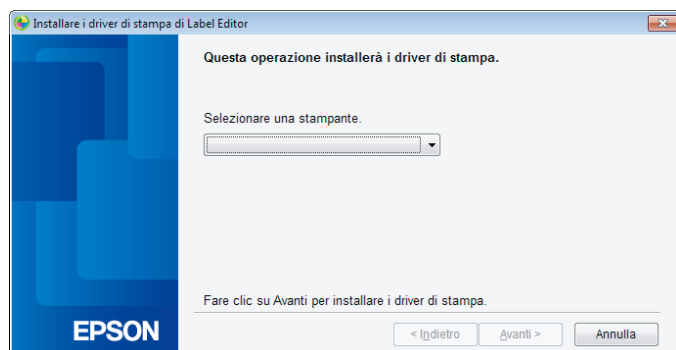 Installare i driver di stampa di Label Editor
Questa operazione installerà i driver di stampa.
Selezionare una stampante.
Fare clic su Avanti per installare i driver di stampa.
EPSON
< Indietro
Avanti >
Annulla